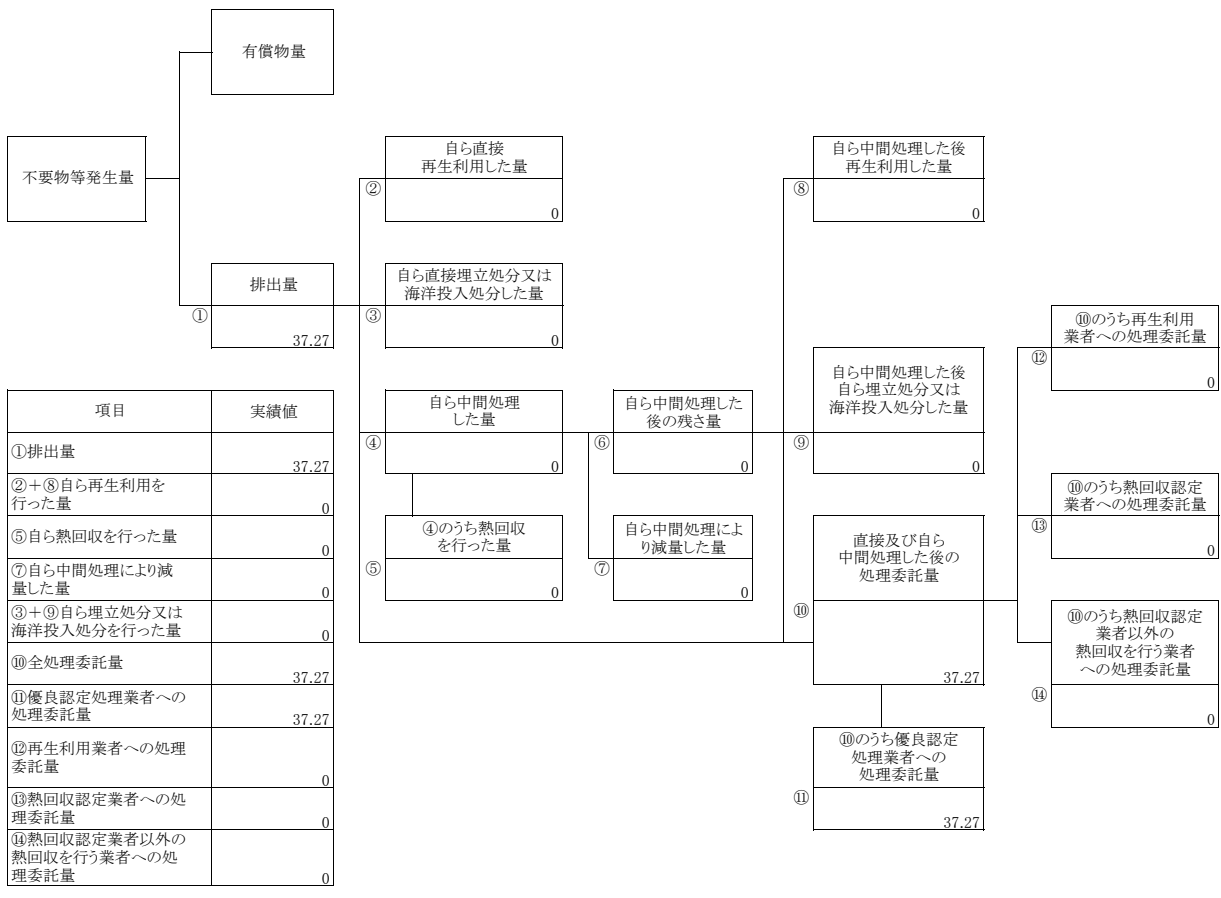 有償物量
不要物等発生量
自ら直接
再生利用した量
②
0
自ら中間処理した後
再生利用した量
⑧
0
排出量
①
37.27
自ら直接埋立処分又は
海洋投入処分した量
③
0
自ら中間処理
した量
④
0
自ら中間処理した
後の残さ量
⑥
0
自ら中間処理した後
自ら埋立処分又は
海洋投入処分した量
⑨
0
⑩のうち再生利用
業者への処理委託量
⑫
0
④のうち熱回収
を行った量
⑤
0
自ら中間処理によ
り減量した量
⑦
0
直接及び自ら
中間処理した後の
処理委託量
⑩
37.27
⑩のうち熱回収認定
業者への処理委託量
⑬
0
⑩のうち熱回収認定
業者以外の
熱回収を行う業者
への処理委託量
⑭
0
⑩のうち優良認定
処理業者への
処理委託量
⑪
37.27
項目 実績値
①排出量
37.27
②＋⑧自ら再生利用を
行った量
0
⑤自ら熱回収を行った量
0
⑦自ら中間処理により減
量した量
0
③＋⑨自ら埋立処分又は
海洋投入処分を行った量
0
⑩全処理委託量
37.27
⑪優良認定処理業者への
処理委託量
37.27
⑫再生利用業者への処理
委託量
0
⑬熱回収認定業者への処
理委託量
0
⑭熱回収認定業者以外の
熱回収を行う業者への処
理委託量
0